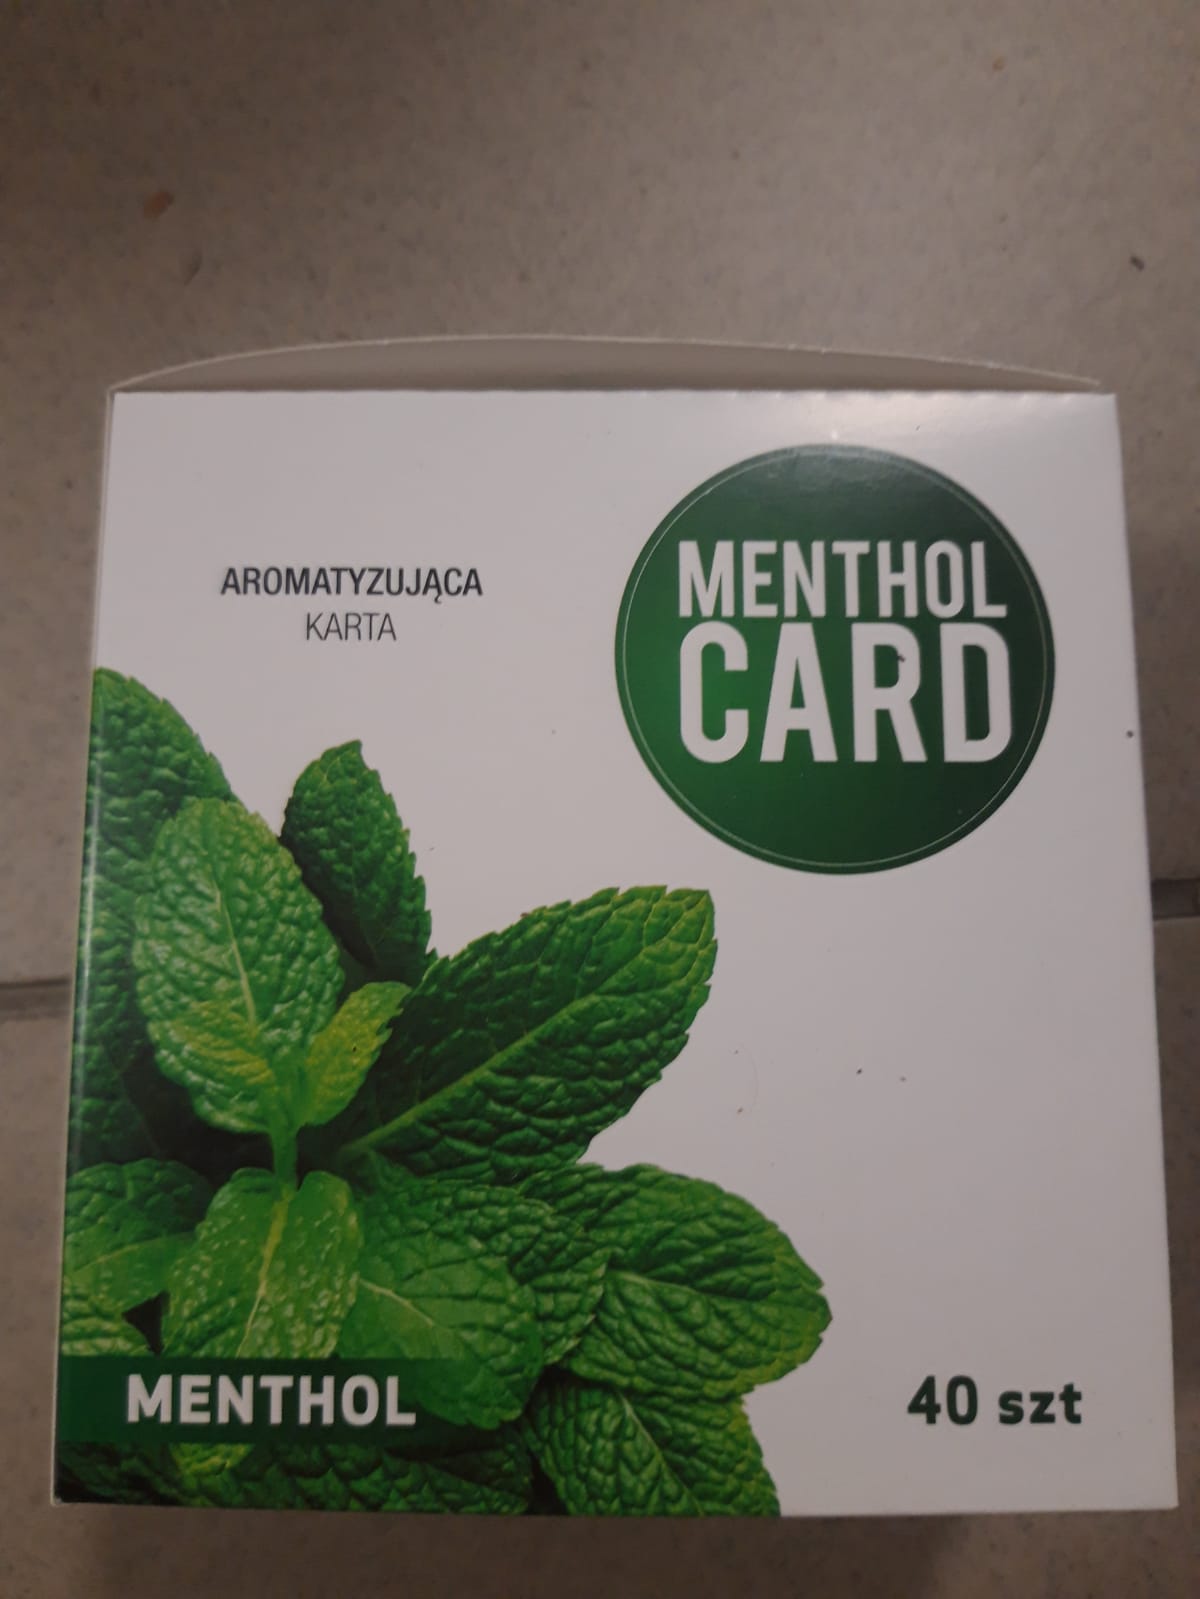 AROMATYZUJĄCA
KARTA
MENTHOL
CARD
MENTHOL
40 szt